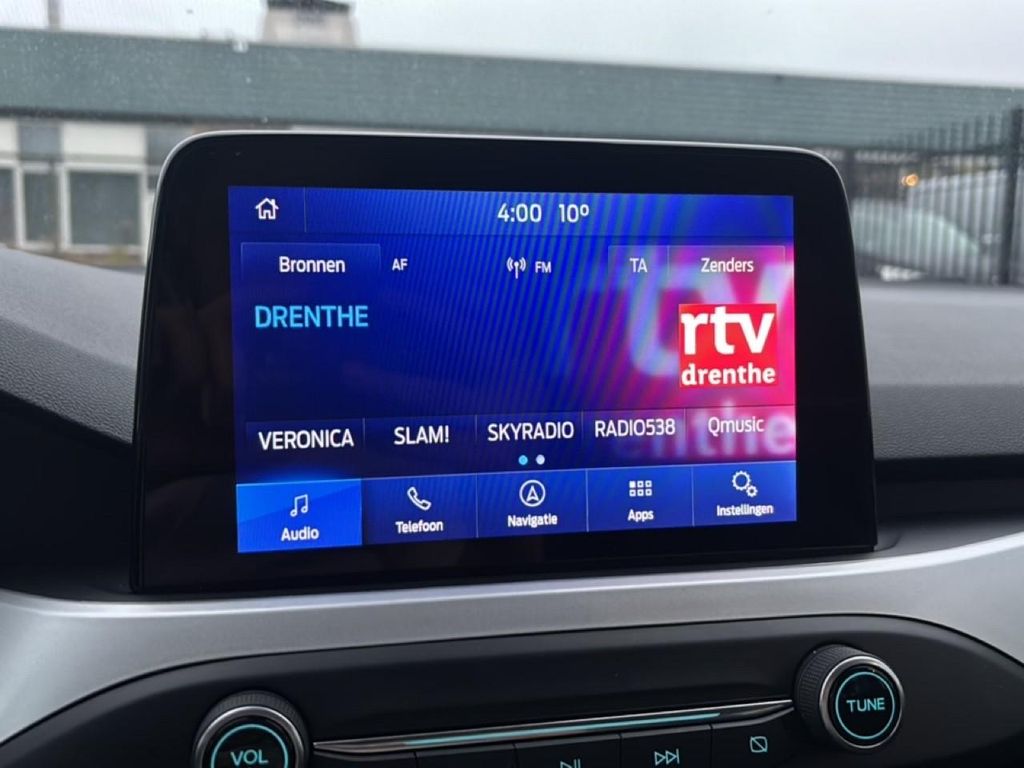 4:00 10º
Bronnen AF FM TA Zenders
DRENTHE
rtv
drenthe
VERONICA SLAM! SKYRADIO RADIO538 Qmusic
Audio Telefoon Navigatie Apps Instellingen
VOL TUNE